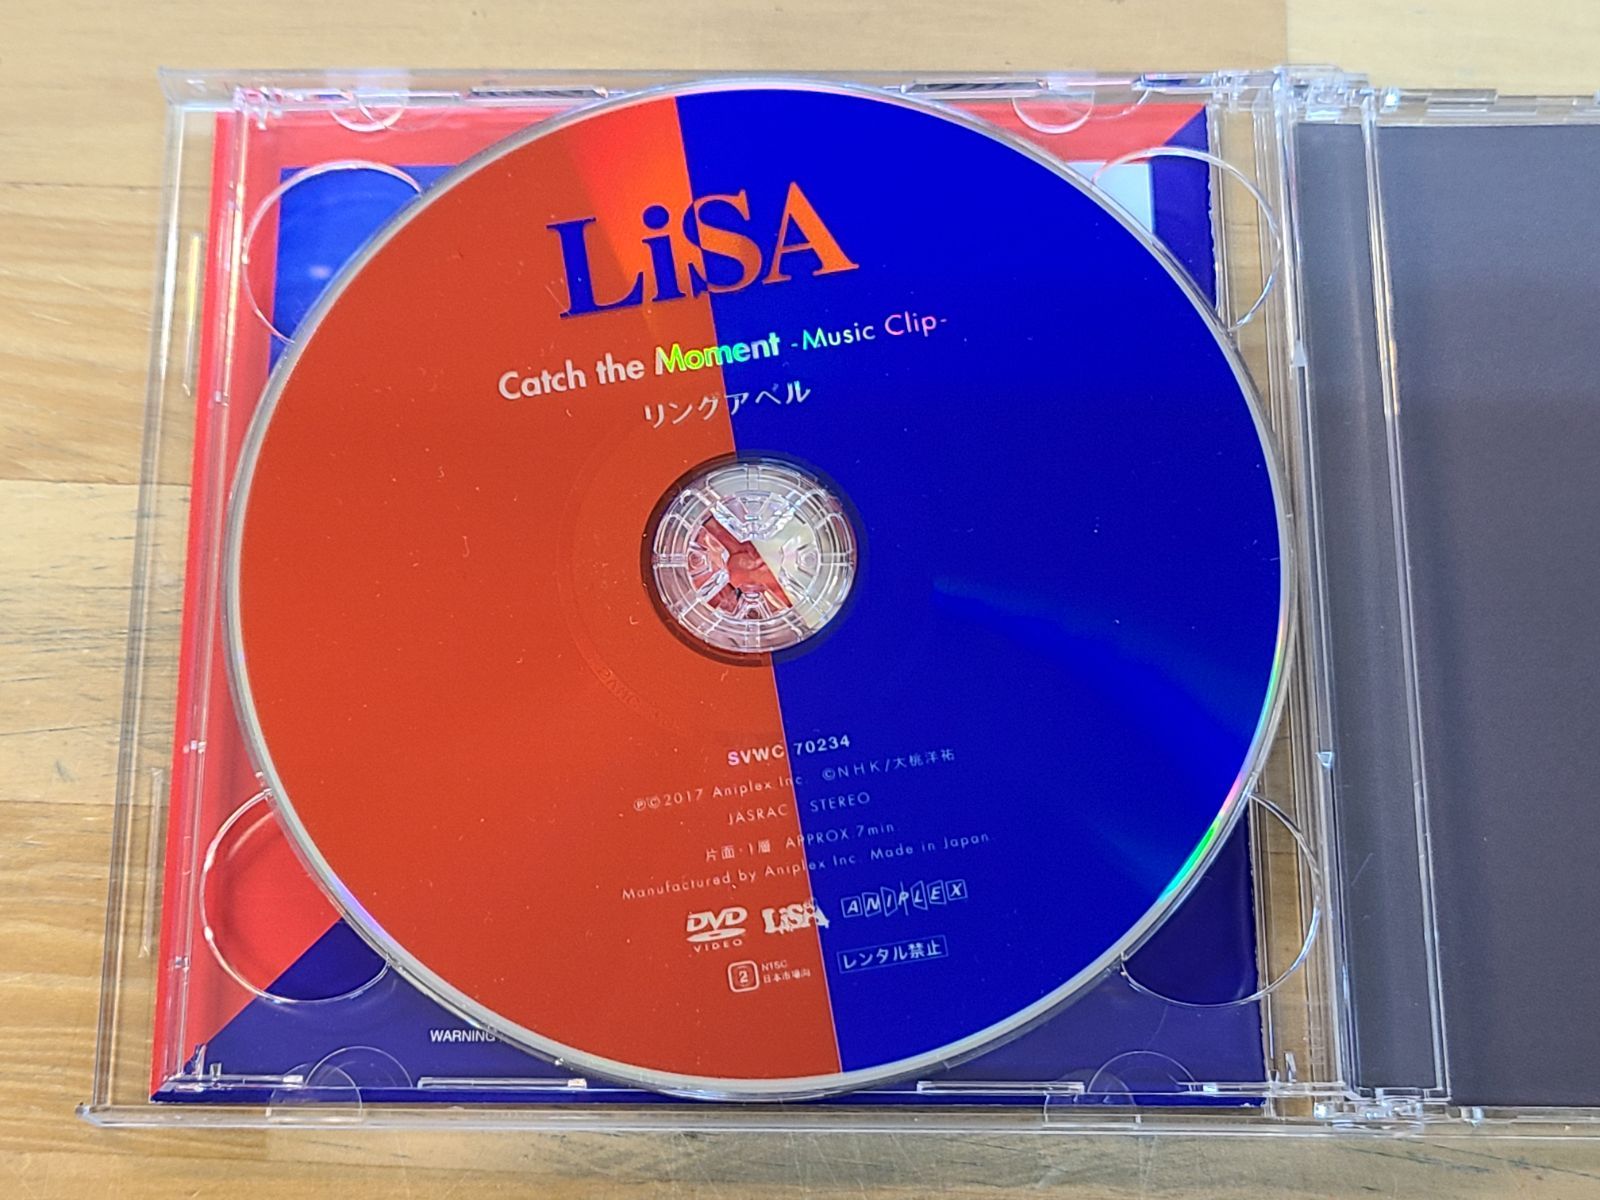 LiSA
Catch the Moment -Music Clip-
リングアベル
SVWC 70234
℗©2017 Aniplex Inc. ©NHK/大桃洋祐
JASRAC STEREO
片面・1層 APPROX.7min.
Manufactured by Aniplex Inc. Made in Japan
DVD VIDEO LiSA ANIPLEX
2 NTSC 日本市場向 レンタル禁止
WARNING